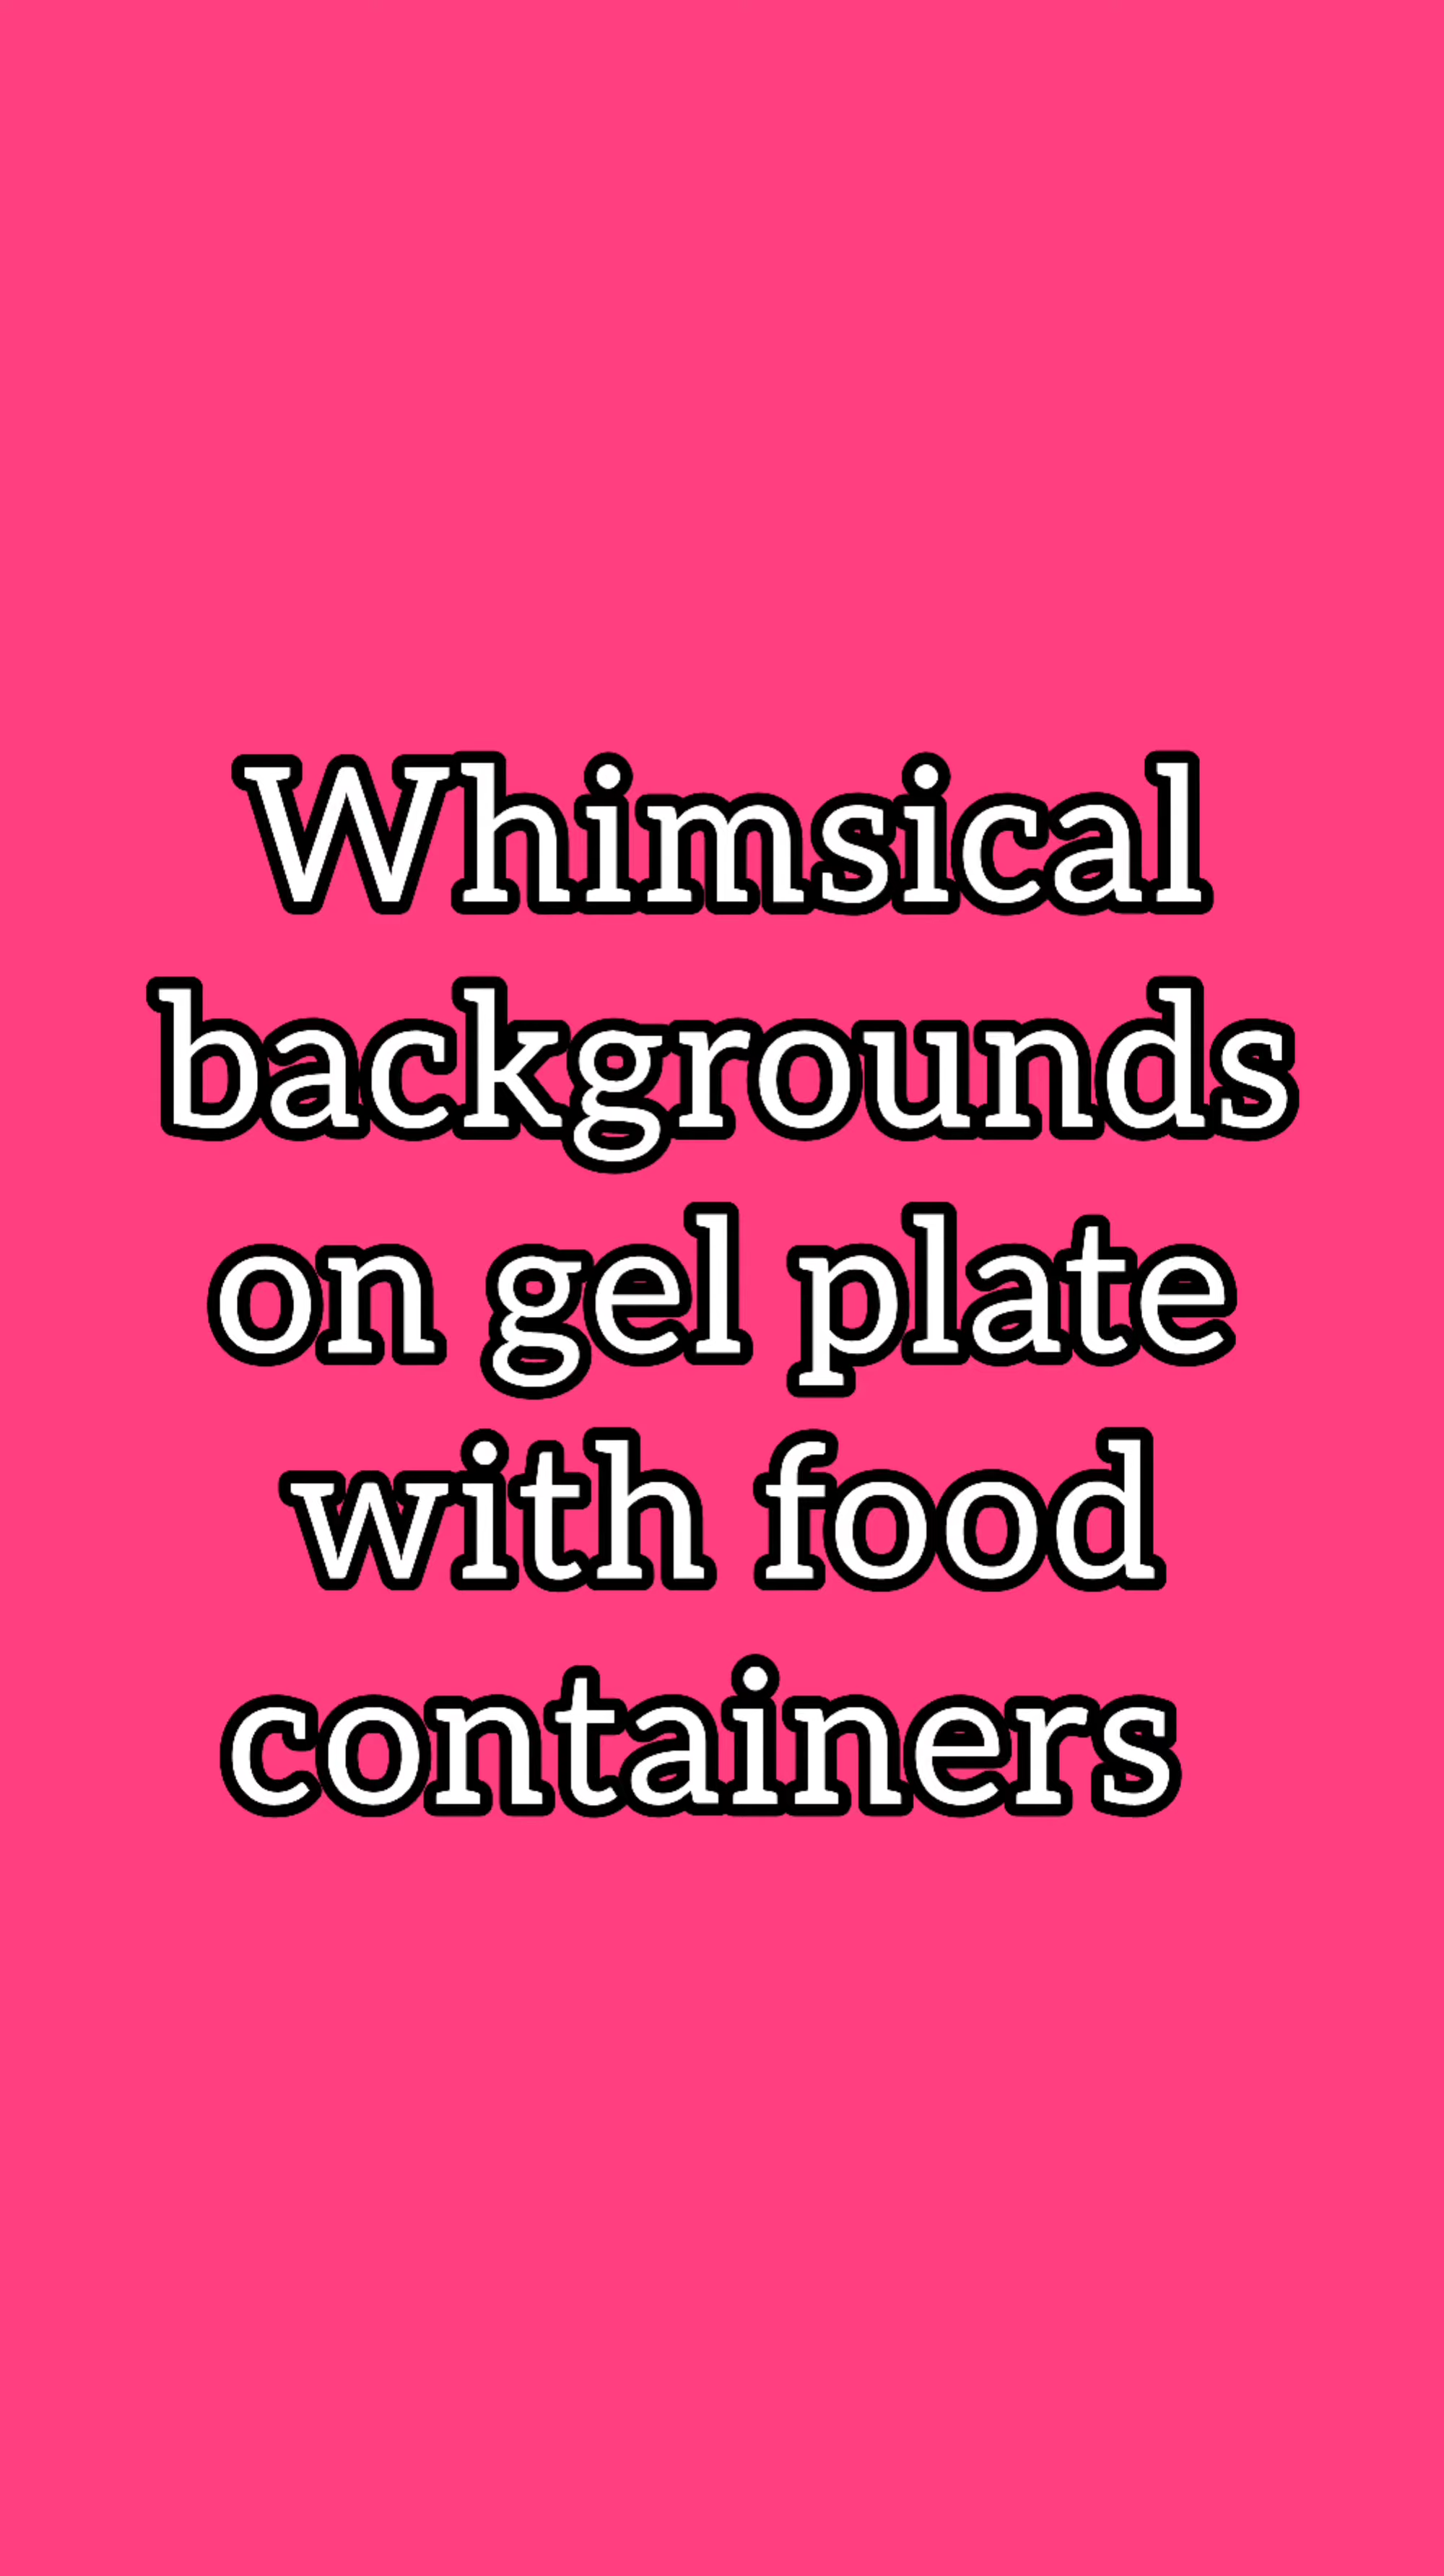 Whimsical
backgrounds
on gel plate
with food
containers